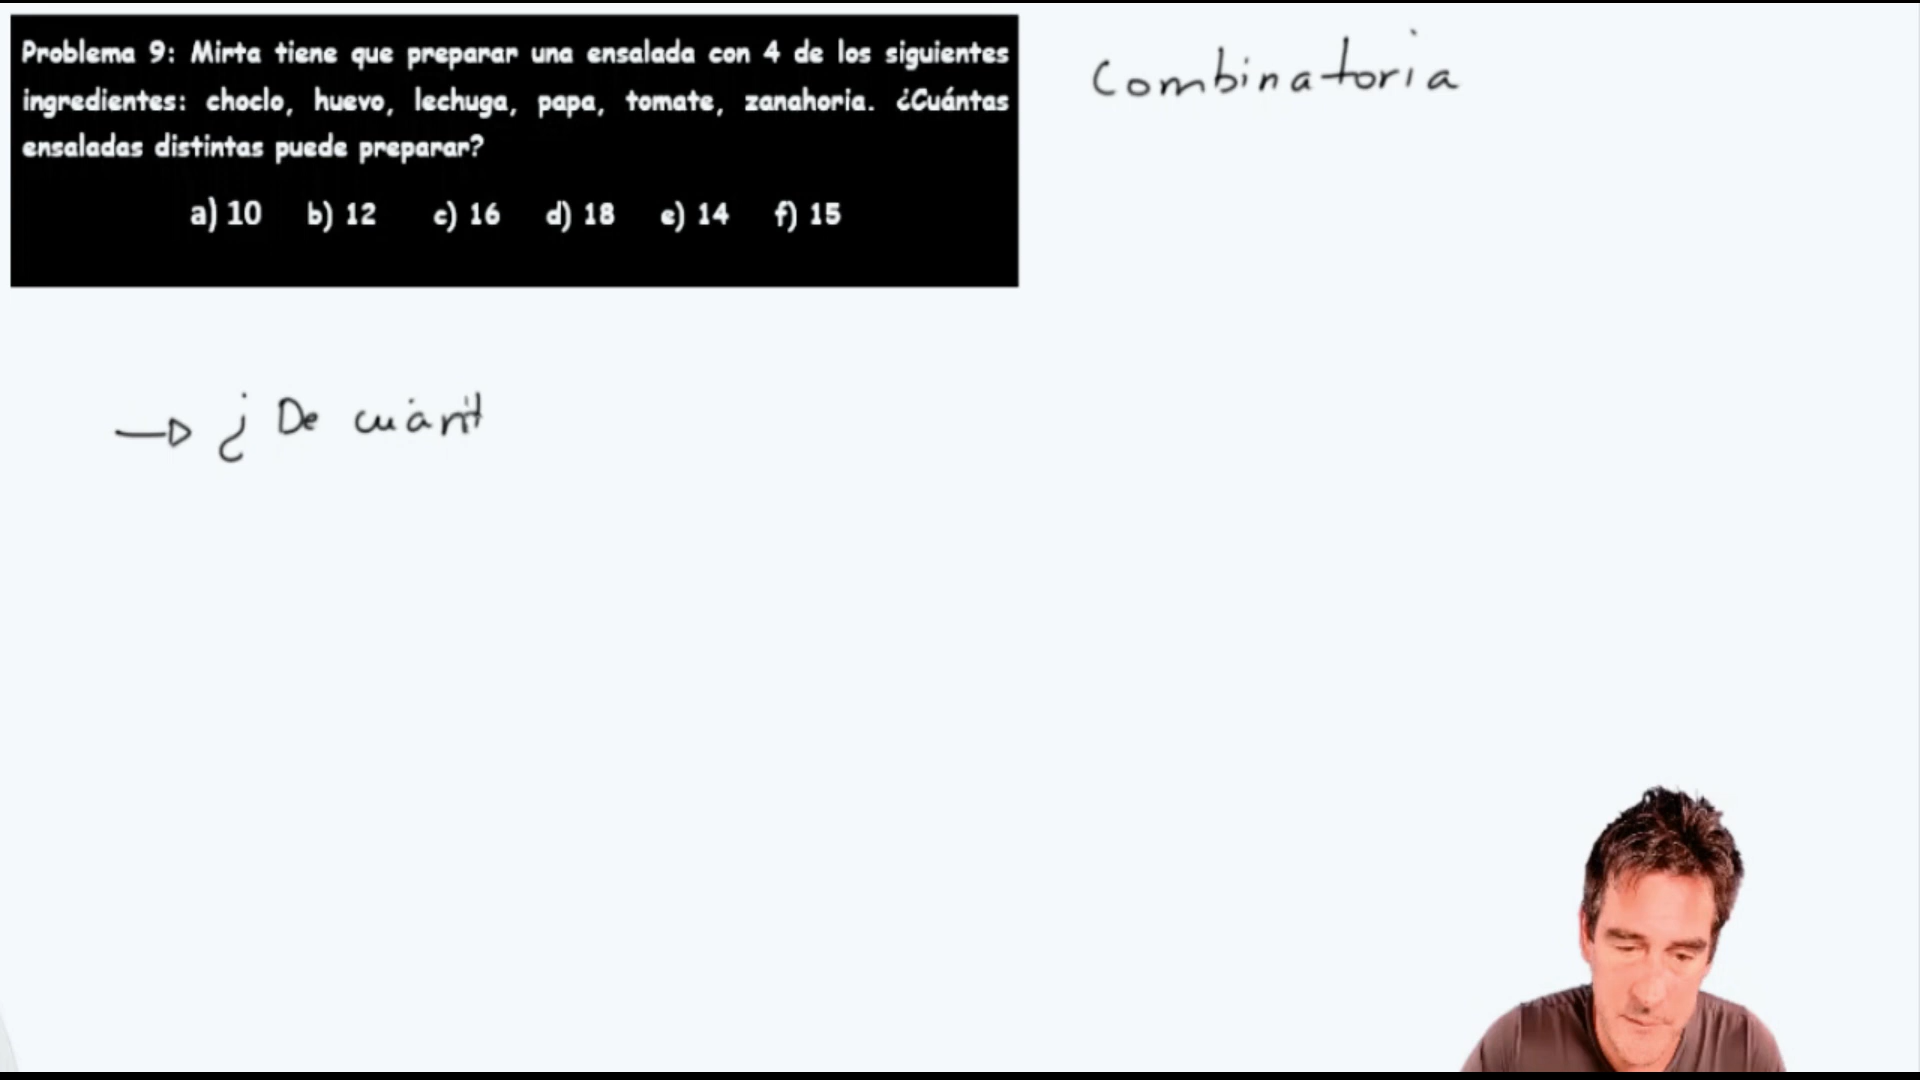 Problema 9: Mirta tiene que preparar una ensalada con 4 de los siguientes
ingredientes: choclo, huevo, lechuga, papa, tomate, zanahoria. ¿Cuántas
ensaladas distintas puede preparar?
a) 10 b) 12 c) 16 d) 18 e) 14 f) 15
Combinatoria
¿De cuánt